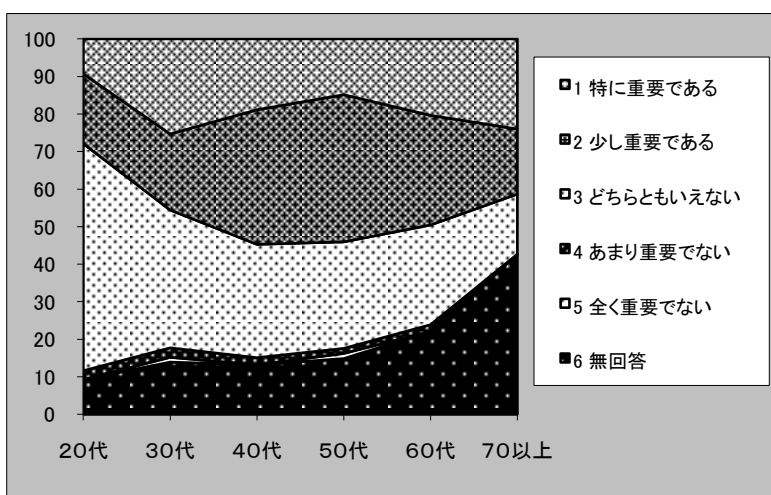 100
90
80
70
60
50
40
30
20
10
0
20代 30代 40代 50代 60代 70以上
1 特に重要である
2 少し重要である
3 どちらともいえない
4 あまり重要でない
5 全く重要でない
6 無回答